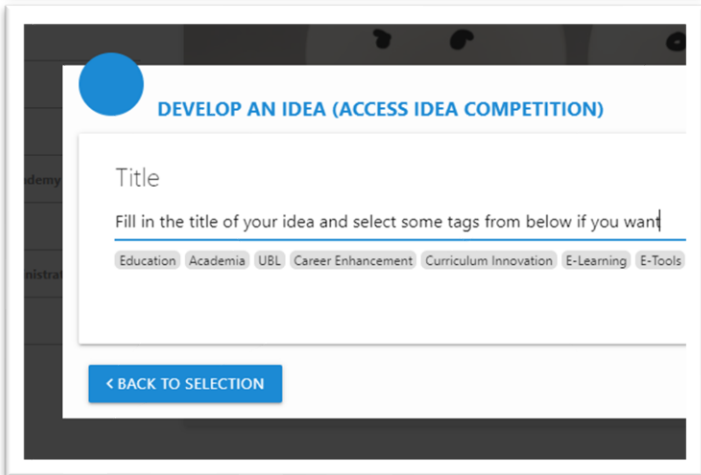 DEVELOP AN IDEA (ACCESS IDEA COMPETITION)
Title
Fill in the title of your idea and select some tags from below if you want
Education Academia UBL Career Enhancement Curriculum Innovation E-Learning E-Tools
< BACK TO SELECTION